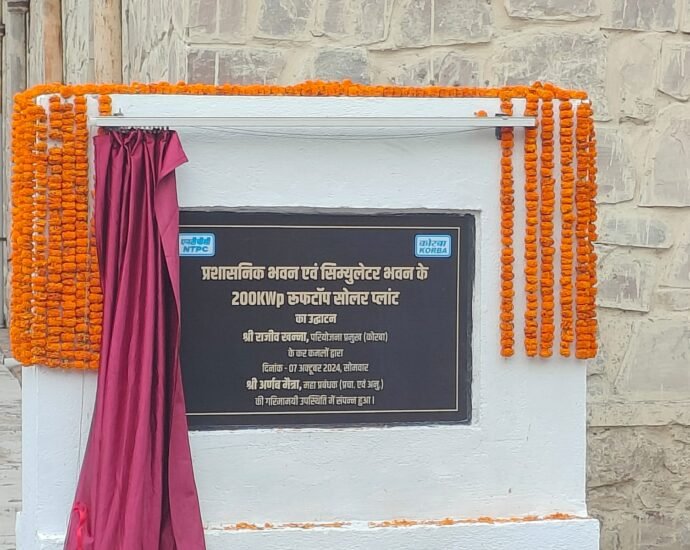 एनटीपीसी
NTPC
कोरबा
KORBA
प्रशासनिक भवन एवं सिम्युलेटर भवन के
200KWp रूफटॉप सोलर प्लांट
का उद्घाटन
श्री राजीव खन्ना, परियोजना प्रमुख (कोरबा)
के कर कमलों द्वारा
दिनांक - 07 अक्टूबर 2024, सोमवार
श्री अर्णब मैत्रा, महा प्रबंधक (प्रचा. एवं अनु.)
की गरिमामयी उपस्थिति में संपन्न हुआ।